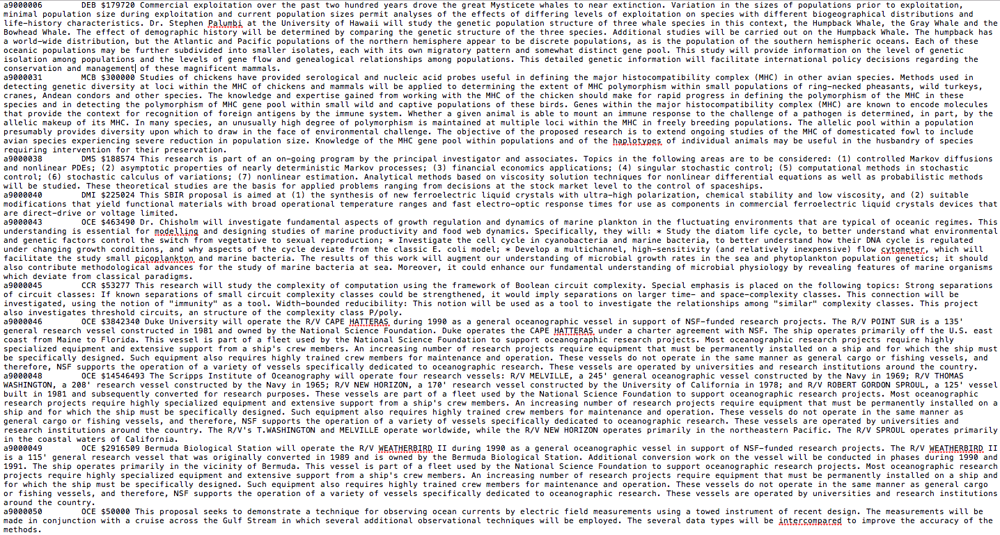 a9000006        DEB $179720 Commercial exploitation over the past two hundred years drove the great Mysticete whales to near extinction. Variation in the sizes of populations prior to exploitation,
minimal population size during exploitation and current population sizes permit analyses of the effects of differing levels of exploitation on species with different biogeographical distributions and
life-history characteristics. Dr. Stephen Palumbi at the University of Hawaii will study the genetic population structure of three whale species in this context, the Humpback Whale, the Gray Whale and the
Bowhead Whale. The effect of demographic history will be determined by comparing the genetic structure of the three species. Additional studies will be carried out on the Humpback Whale. The humpback has
a world-wide distribution, but the Atlantic and Pacific populations of the northern hemisphere appear to be discrete populations, as is the population of the southern hemispheric oceans. Each of these
oceanic populations may be further subdivided into smaller isolates, each with its own migratory pattern and somewhat distinct gene pool. This study will provide information on the level of genetic
isolation among populations and the levels of gene flow and genealogical relationships among populations. This detailed genetic information will facilitate international policy decisions regarding the
conservation and management of these magnificent mammals.
a9000031        MCB $300000 Studies of chickens have provided serological and nucleic acid probes useful in defining the major histocompatibility complex (MHC) in other avian species. Methods used in
detecting genetic diversity at loci within the MHC of chickens and mammals will be applied to determining the extent of MHC polymorphism within small populations of ring-necked pheasants, wild turkeys,
cranes, Andean condors and other species. The knowledge and expertise gained from working with the MHC of the chicken should make for rapid progress in defining the polymorphism of the MHC in these
species and in detecting the polymorphism of MHC gene pool within small wild and captive populations of these birds. Genes within the major histocompatibility complex (MHC) are known to encode molecules
that provide the context for recognition of foreign antigens by the immune system. Whether a given animal is able to mount an immune response to the challenge of a pathogen is determined, in part, by the
allelic makeup of its MHC. In many species, an unusually high degree of polymorphism is maintained at multiple loci within the MHC in freely breeding populations. The allelic pool within a population
presumably provides diversity upon which to draw in the face of environmental challenge. The objective of the proposed research is to extend ongoing studies of the MHC of domesticated fowl to include
avian species experiencing severe reduction in population size. Knowledge of the MHC gene pool within populations and of the haplotypes of individual animals may be useful in the husbandry of species
requiring intervention for their preservation.
a9000038        DMS $188574 This research is part of an on-going program by the principal investigator and associates. Topics in the following areas are to be considered: (1) controlled Markov diffusions
and nonlinear PDEs; (2) asymptotic properties of nearly deterministic Markov processes; (3) financial economics applications; (4) singular stochastic control; (5) computational methods in stochastic
control; (6) stochastic calculus of variations; (7) nonlinear estimation. Analytical methods based on viscosity solution techniques for nonlinear differential equations as well as probabilistic methods
will be studied. These theoretical studies are the basis for applied problems ranging from decisions at the stock market level to the control of spaceships.
a9000040        DMI $225024 This SBIR proposal is aimed at (1) the synthesis of new ferroelectric liquid crystals with ultra-high polarization, chemical stability and low viscosity, and (2) suitable
modifications that yield functional materials with broad operational temperature ranges and fast electro-optic response times for use as components in commercial ferroelectric liquid crystals devices that
are direct-drive or voltage limited.
a9000043        OCE $463490 Dr. Chisholm will investigate fundamental aspects of growth regulation and dynamics of marine plankton in the fluctuating environments that are typical of oceanic regimes. This
understanding is essential for modelling and designing studies of marine productivity and food web dynamics. Specifically, they will: * Study the diatom life cycle, to better understand what environmental
and genetic factors control the switch from vegetative to sexual reproduction; * Investigate the cell cycle in cyanobacteria and marine bacteria, to better understand how their DNA cycle is regulated
under changing growth conditions, and why aspects of the cycle deviate from the classic E. coli model; * Develop a multichannel, high-sensitivity (and relatively inexpensive) flow cytometer, which will
facilitate the study small picoplankton and marine bacteria. The results of this work will augment our understanding of microbial growth rates in the sea and phytoplankton population genetics; it should
also contribute methodological advances for the study of marine bacteria at sea. Moreover, it could enhance our fundamental understanding of microbial physiology by revealing features of marine organisms
which deviate from classical paradigms.
a9000045        CCR $53277 This research will study the complexity of computation using the framework of Boolean circuit complexity. Special emphasis is placed on the following topics: Strong separations
of circuit classes: If known separations of small circuit complexity classes could be strengthened, it would imply separations on larger time- and space-complexity classes. This connection will be
investigated, using the notion of "immunity" as a tool. Width-bounded reducibility: This notion will be used as a tool to investigate the relationships among "similar" complexity classes. This project
also investigates threshold circuits, an structure of the complexity class P/poly.
a9000046        OCE $3842340 Duke University will operate the R/V CAPE HATTERAS during 1990 as a general oceanographic vessel in support of NSF-funded research projects. The R/V POINT SUR is a 135'
general research vessel constructed in 1981 and owned by the National Science Foundation. Duke operates the CAPE HATTERAS under a charter agreement with NSF. The ship operates primarily off the U.S. east
coast from Maine to Florida. This vessel is part of a fleet used by the National Science Foundation to support oceanographic research projects. Most oceanographic research projects require highly
specialized equipment and extensive support from a ship's crew members. An increasing number of research projects require equipment that must be permanently installed on a ship and for which the ship must
be specifically designed. Such equipment also requires highly trained crew members for maintenance and operation. These vessels do not operate in the same manner as general cargo or fishing vessels, and
therefore, NSF supports the operation of a variety of vessels specifically dedicated to oceanographic research. These vessels are operated by universities and research institutions around the country.
a9000048        OCE $14546493 The Scripps Institute of Oceanography will operate four research vessels: R/V MELVILLE, a 245' general oceanographic vessel constructed by the Navy in 1969; R/V THOMAS
WASHINGTON, a 208' research vessel constructed by the Navy in 1965; R/V NEW HORIZON, a 170' research vessel constructed by the University of California in 1978; and R/V ROBERT GORDON SPROUL, a 125' vessel
built in 1981 and subsequently converted for research purposes. These vessels are part of a fleet used by the National Science Foundation to support oceanographic research projects. Most oceanographic
research projects require highly specialized equipment and extensive support from a ship's crew members. An increasing number of research projects require equipment that must be permanently installed on a
ship and for which the ship must be specifically designed. Such equipment also requires highly trained crew members for maintenance and operation. These vessels do not operate in the same manner as
general cargo or fishing vessels, and therefore, NSF supports the operation of a variety of vessels specifically dedicated to oceanographic research. These vessels are operated by universities and
research institutions around the country. The R/V's T.WASHINGTON and MELVILLE operate worldwide, while the R/V NEW HORIZON operates primarily in the northeastern Pacific. The R/V SPROUL operates primarily
in the coastal waters of California.
a9000049        OCE $2916509 Bermuda Biological Station will operate the R/V WEATHERBIRD II during 1990 as a general oceanographic vessel in support of NSF-funded research projects. The R/V WEATHERBIRD II
is a 115' general research vessel that was originally converted in 1989 and is owned by the Bermuda Biological Station. Additional conversion work on the vessel will be conducted in phases during 1990 and
1991. The ship operates primarily in the vicinity of Bermuda. This vessel is part of a fleet used by the National Science Foundation to support oceanographic research projects. Most oceanographic research
projects require highly specialized equipment and extensive support from a ship's crew members. An increasing number of research projects require equipment that must be permanently installed on a ship and
for which the ship must be specifically designed. Such equipment also requires highly trained crew members for maintenance and operation. These vessels do not operate in the same manner as general cargo
or fishing vessels, and therefore, NSF supports the operation of a variety of vessels specifically dedicated to oceanographic research. These vessels are operated by universities and research institutions
around the country.
a9000050        OCE $50000 This proposal seeks to demonstrate a technique for observing ocean currents by electric field measurements using a towed instrument of recent design. The measurements will be
made in conjunction with a cruise across the Gulf Stream in which several additional observational techniques will be employed. The several data types will be intercompared to improve the accuracy of the
methods.